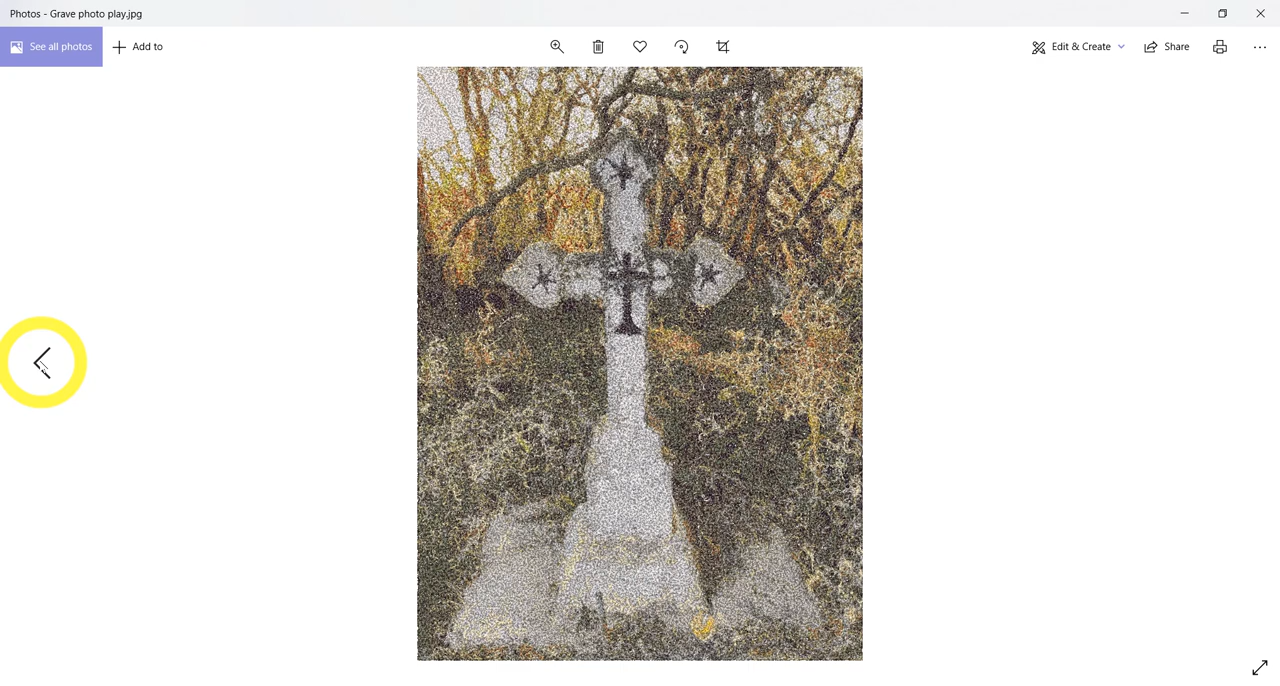 Photos - Grave photo play.jpg
See all photos
Add to
Edit & Create
Share